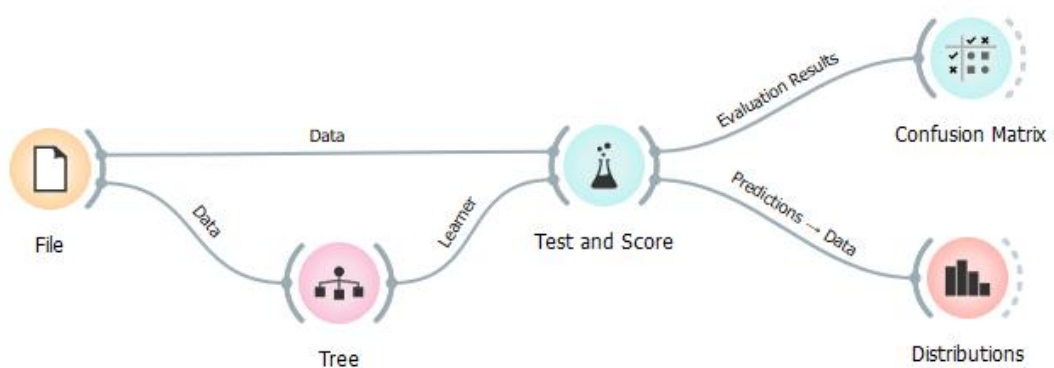 Data
File
Data
Tree
Learner
Test and Score
Evaluation Results
Confusion Matrix
Predictions → Data
Distributions